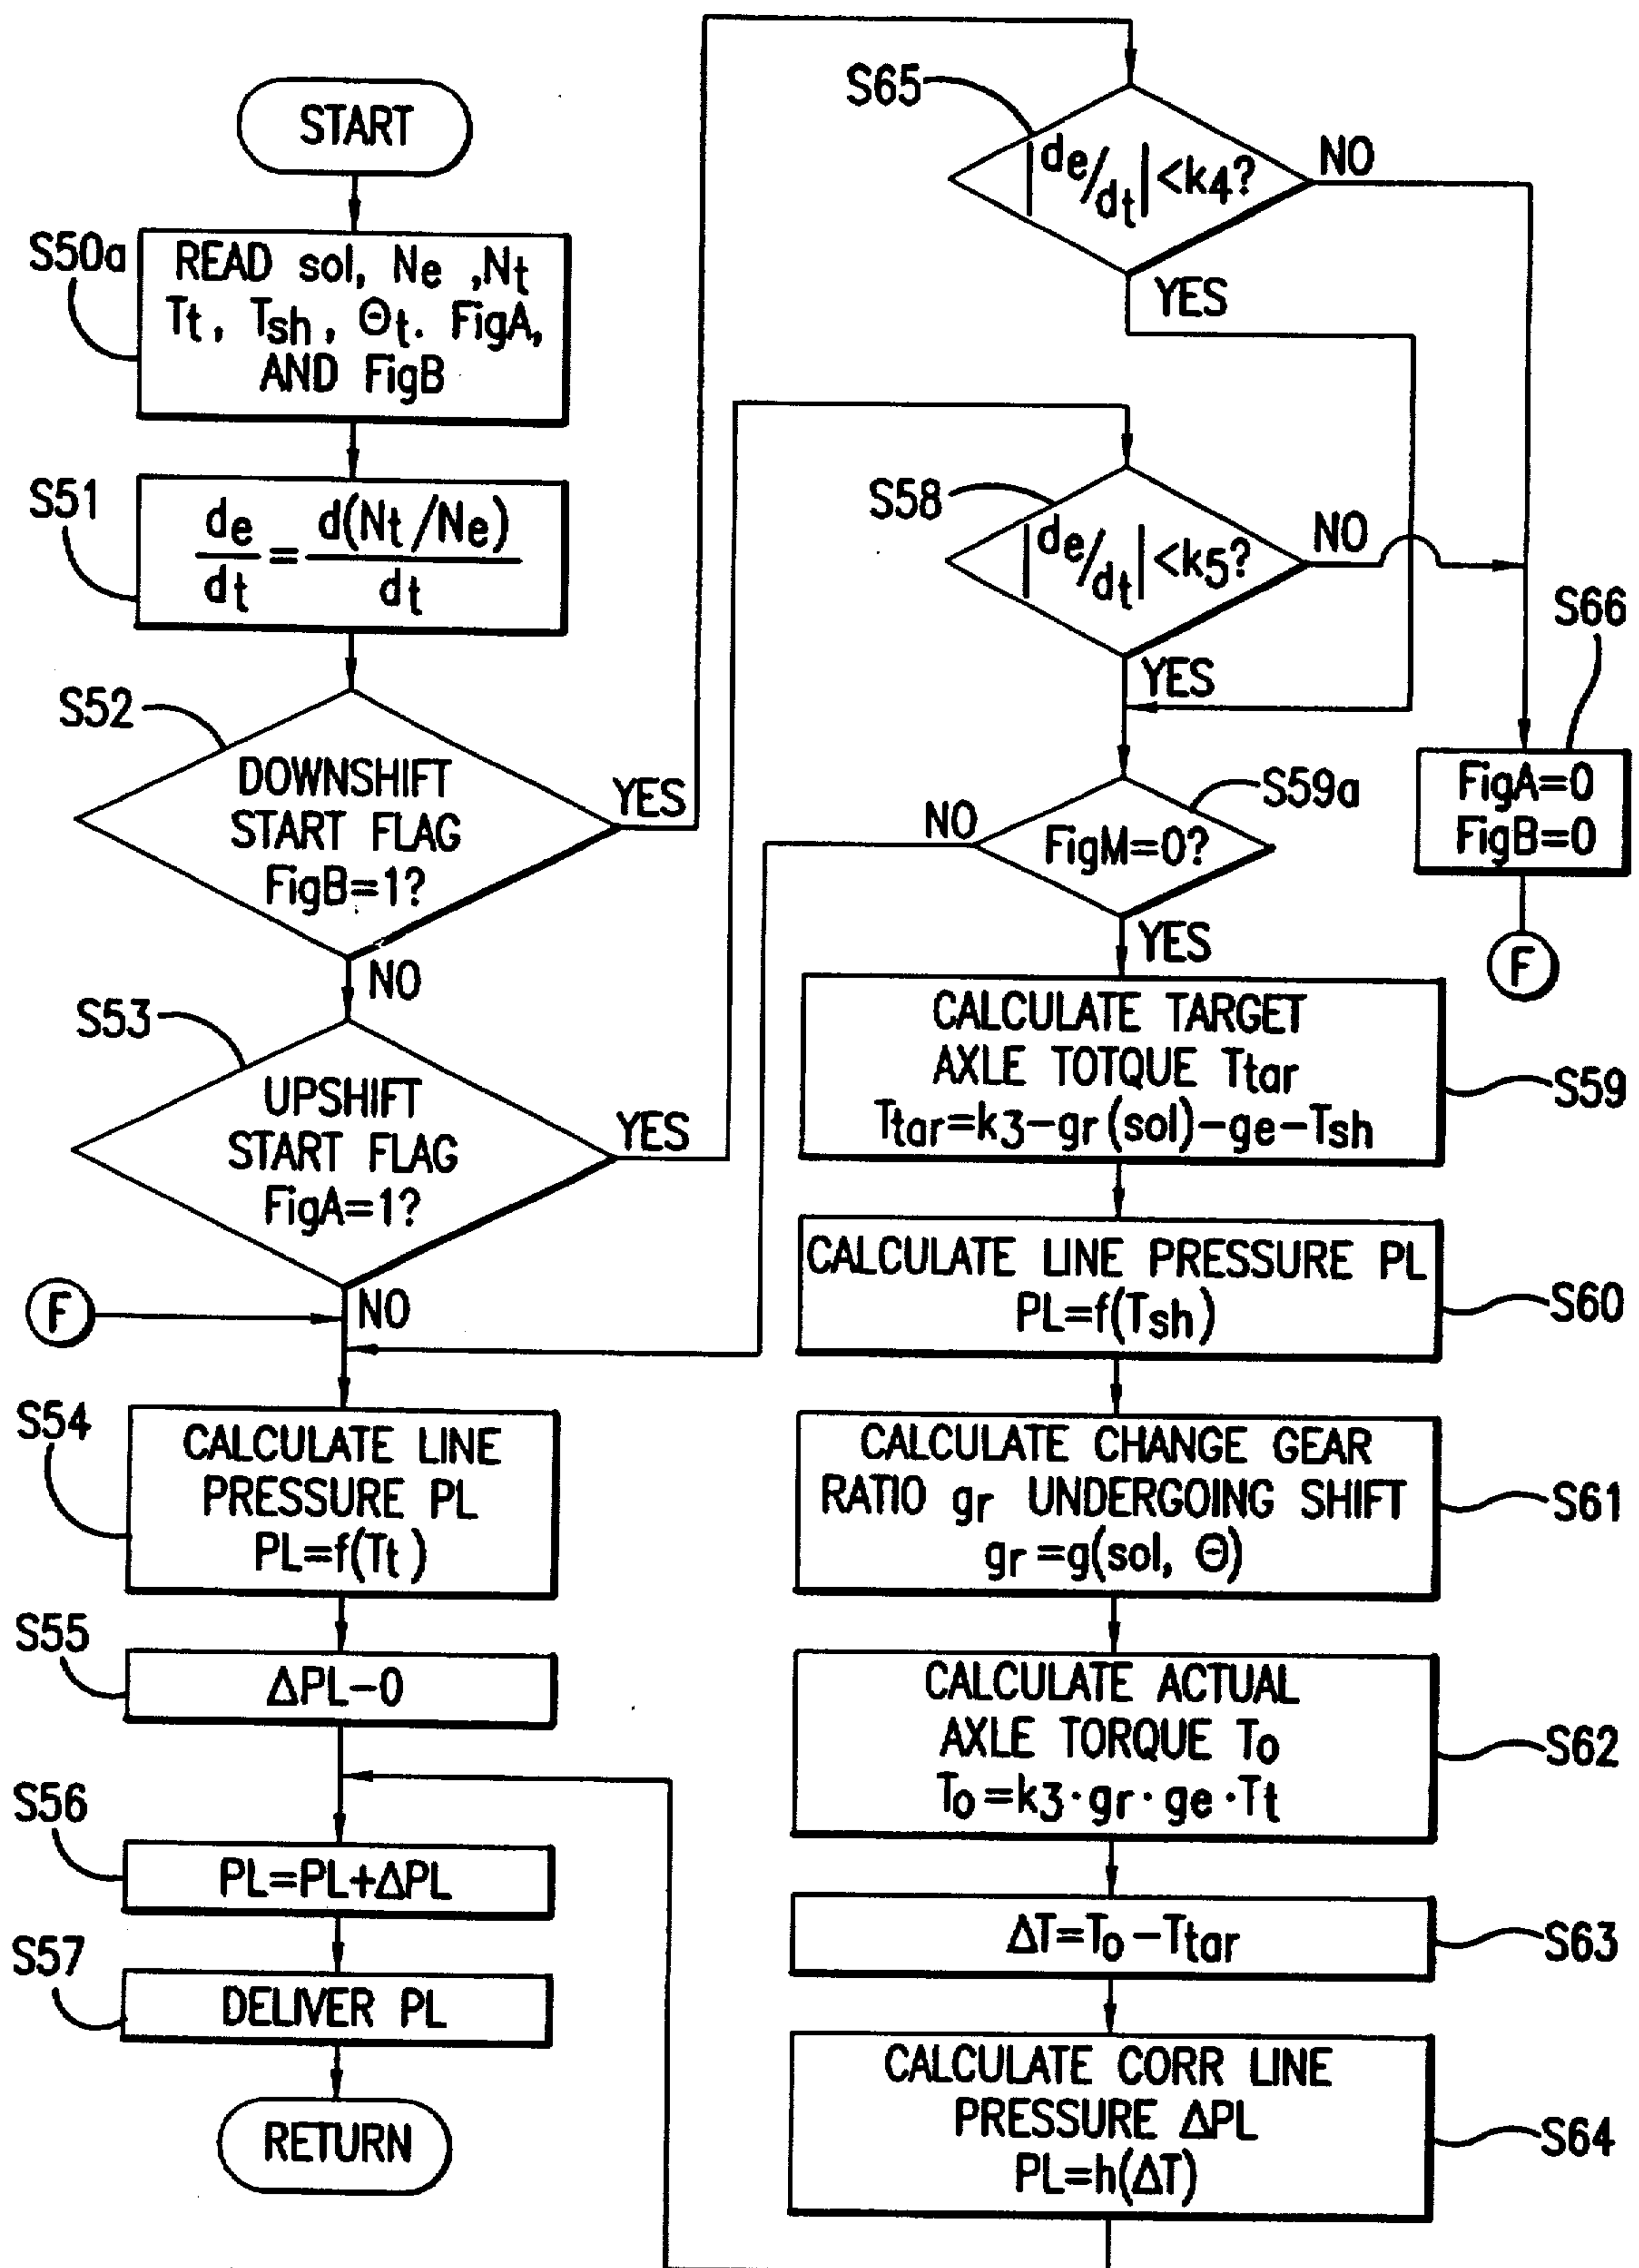 START
S50a
READ sol, Ne ,Nt
Tt, Tsh, Θt. FigA,
AND FigB
S51
de/dt = d(Nt/Ne)/dt
S52
DOWNSHIFT
START FLAG
FigB=1?
YES
NO
S53
UPSHIFT
START FLAG
FigA=1?
YES
NO
F
S54
CALCULATE LINE
PRESSURE PL
PL=f(Tt)
S55
ΔPL-0
S56
PL=PL+ΔPL
S57
DELIVER PL
RETURN
S65
|de/dt|<k4?
NO
YES
S58
|de/dt|<k5?
NO
YES
S66
FigA=0
FigB=0
F
S59a
FigM=0?
NO
YES
CALCULATE TARGET
AXLE TOTQUE Ttar
Ttar=k3-gr(sol)-ge-Tsh
S59
CALCULATE LINE PRESSURE PL
PL=f(Tsh)
S60
CALCULATE CHANGE GEAR
RATIO gr UNDERGOING SHIFT
gr=g(sol, Θ)
S61
CALCULATE ACTUAL
AXLE TORQUE To
To=k3·gr·ge·Tt
S62
ΔT=To-Ttar
S63
CALCULATE CORR LINE
PRESSURE ΔPL
PL=h(ΔT)
S64